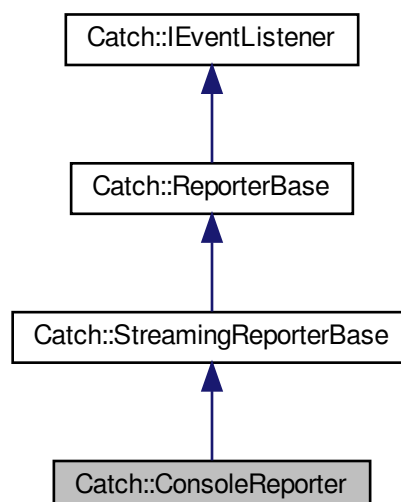 Catch::IEventListener
Catch::ReporterBase
Catch::StreamingReporterBase
Catch::ConsoleReporter